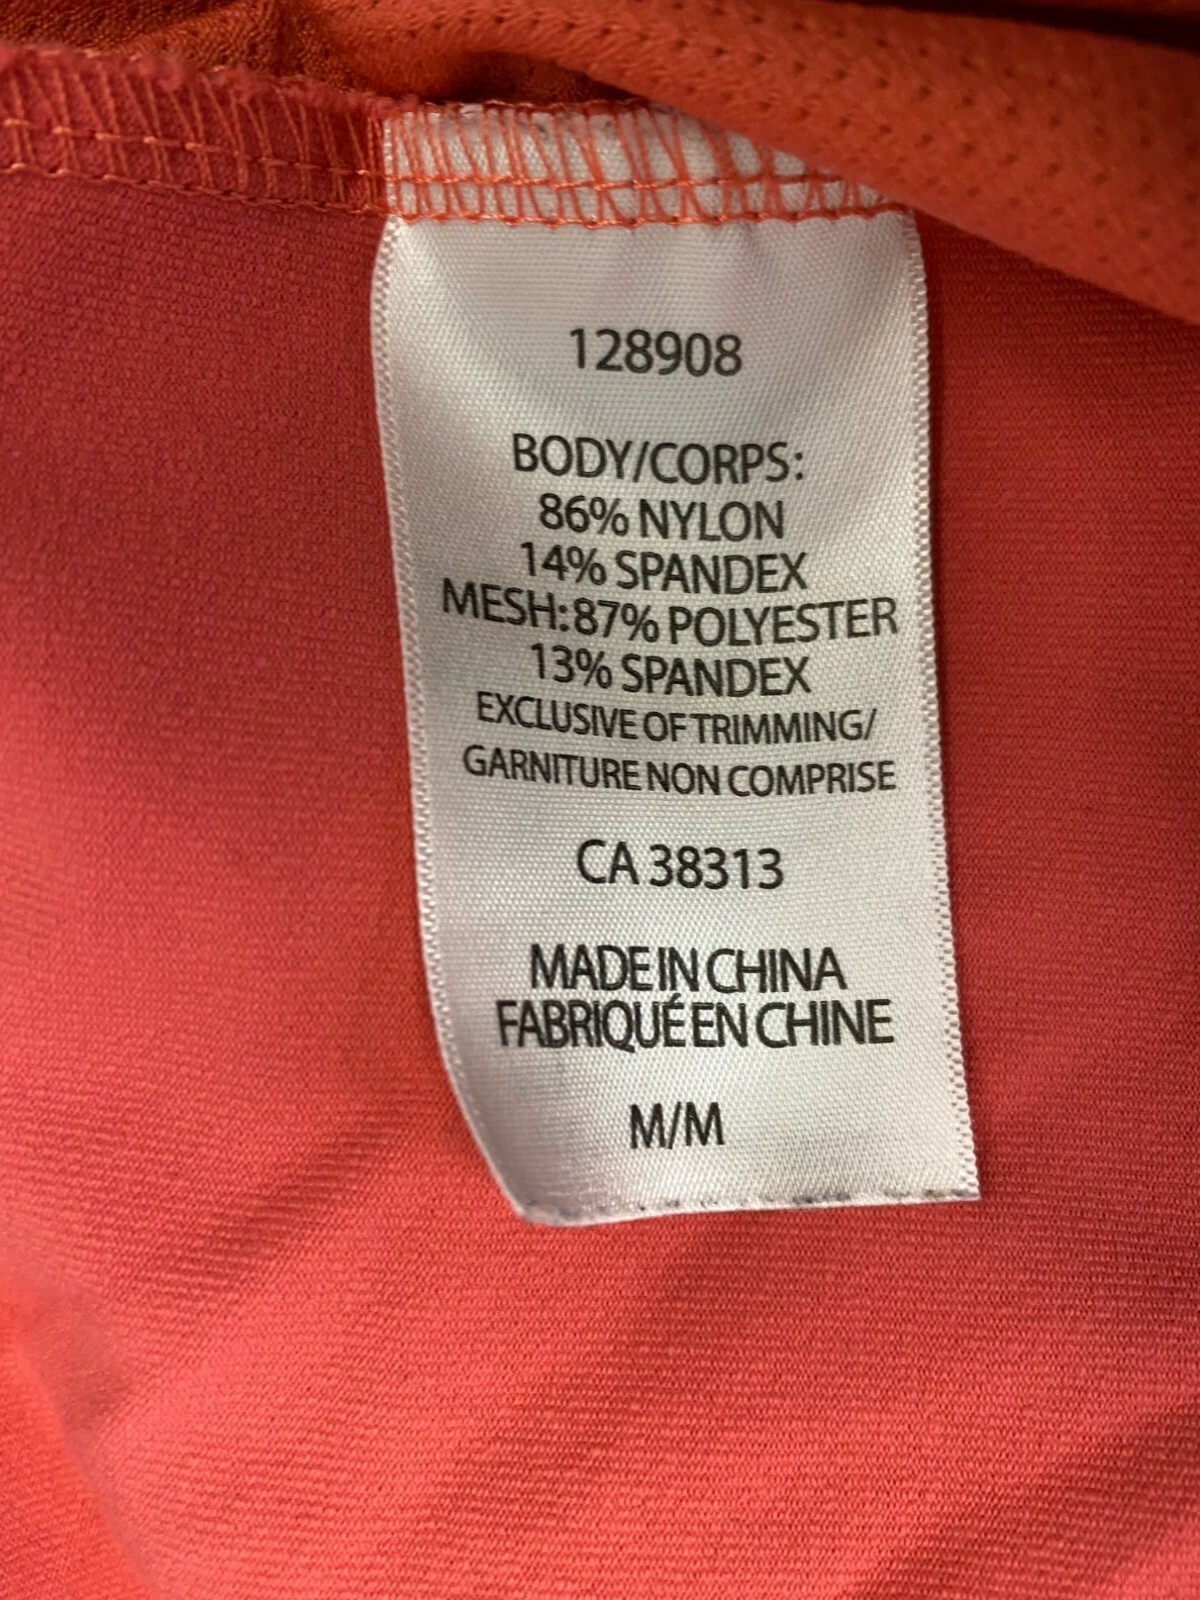 128908
BODY/CORPS:
86% NYLON
14% SPANDEX
MESH:87% POLYESTER
13% SPANDEX
EXCLUSIVE OF TRIMMING/
GARNITURE NON COMPRISE
CA 38313
MADE IN CHINA
FABRIQUÉ EN CHINE
M/M